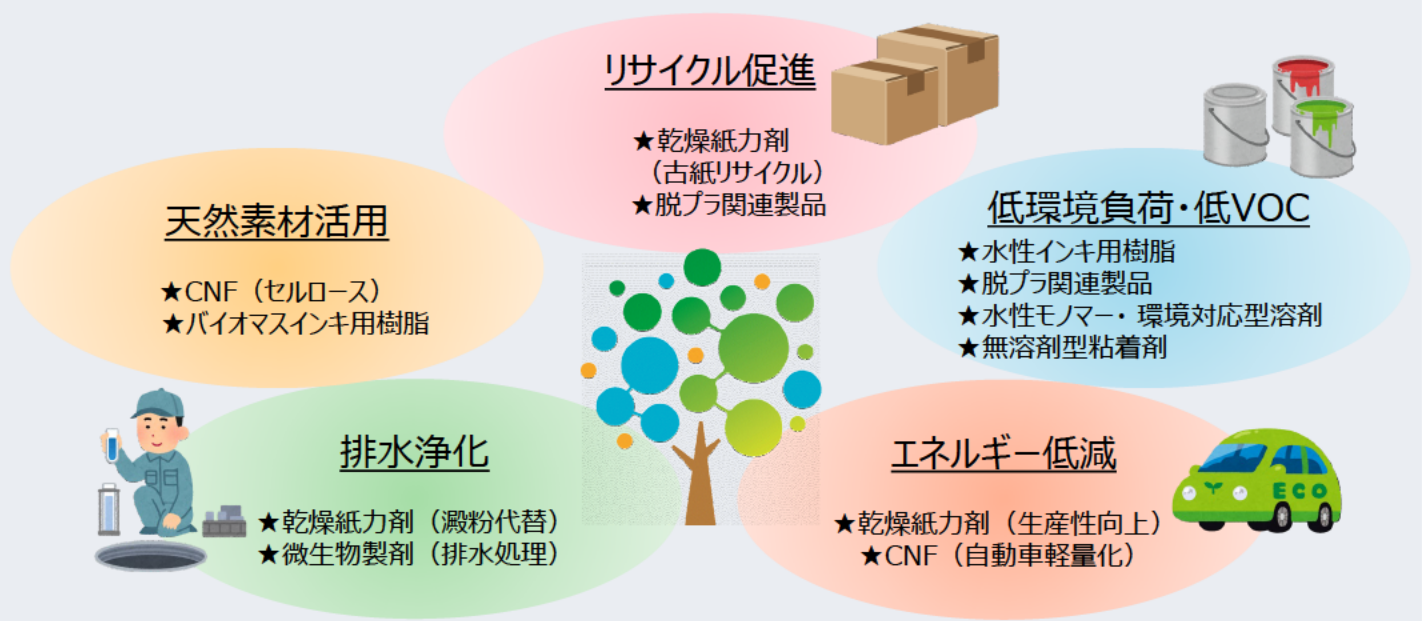 リサイクル促進
★乾燥紙力剤
（古紙リサイクル）
★脱プラ関連製品
天然素材活用
★CNF（セルロース）
★バイオマスインキ用樹脂
低環境負荷・低VOC
★水性インキ用樹脂
★脱プラ関連製品
★水性モノマー・環境対応型溶剤
★無溶剤型粘着剤
排水浄化
★乾燥紙力剤（澱粉代替）
★微生物製剤（排水処理）
エネルギー低減
★乾燥紙力剤（生産性向上）
★CNF（自動車軽量化）
ECO